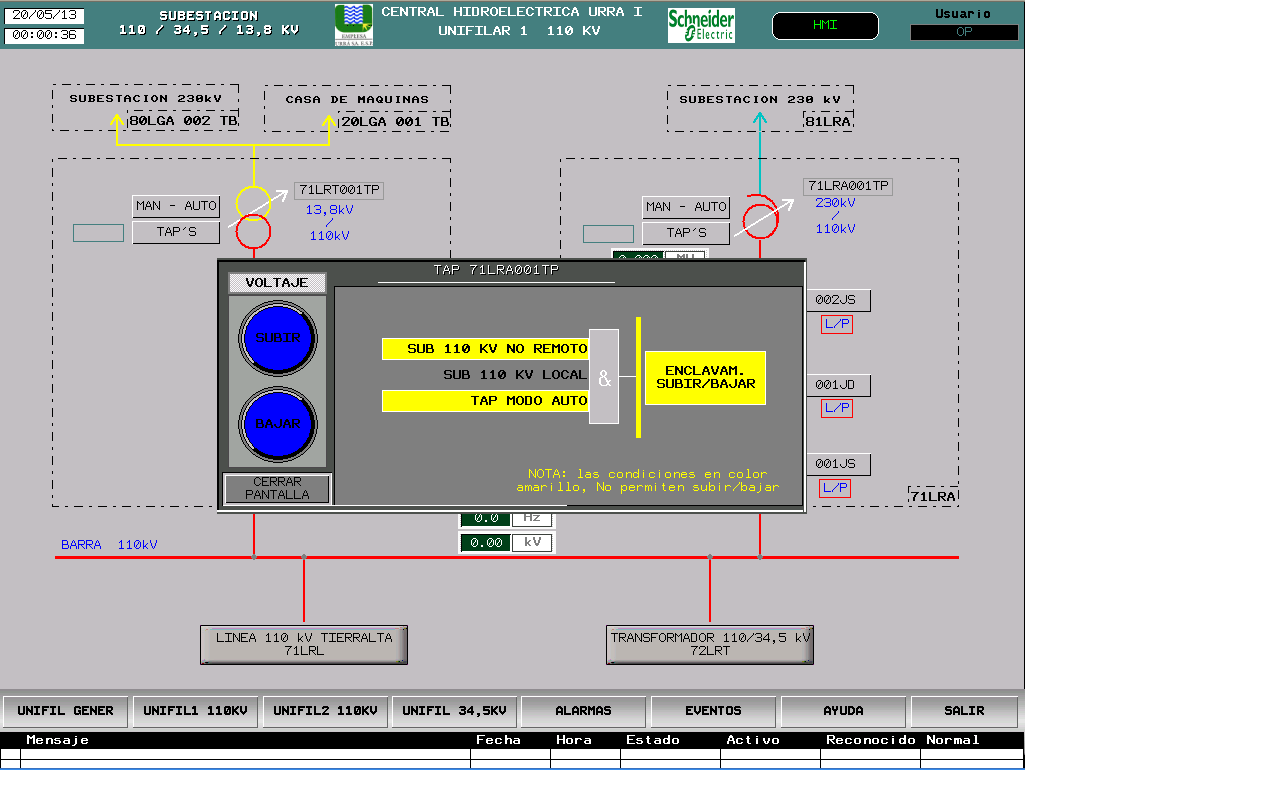 20/05/13
00:00:36
SUBESTACION
110 / 34,5 / 13,8 KV
EMPRESA
URRÁ S.A. E.S.P.
CENTRAL HIDROELECTRICA URRA I
UNIFILAR 1 110 KV
Schneider
Electric
HMI
Usuario
OP
SUBESTACION 230kV
80LGA 002 TB
CASA DE MAQUINAS
20LGA 001 TB
SUBESTACION 230 kV
81LRA
MAN - AUTO
TAP'S
71LRT001TP
13,8kV
/
110kV
MAN - AUTO
TAP'S
71LRA001TP
230kV
/
110kV
TAP 71LRA001TP
VOLTAJE
SUBIR
BAJAR
CERRAR
PANTALLA
SUB 110 KV NO REMOTO
SUB 110 KV LOCAL
TAP MODO AUTO
&
ENCLAVAM.
SUBIR/BAJAR
NOTA: las condiciones en color
amarillo, No permiten subir/bajar
002JS
L/P
001JD
L/P
001JS
L/P
71LRA
0.0 Hz
0.00 kV
BARRA 110kV
LINEA 110 kV TIERRALTA
71LRL
TRANSFORMADOR 110/34,5 kV
72LRT
UNIFIL GENER
UNIFIL1 110KV
UNIFIL2 110KV
UNIFIL 34,5KV
ALARMAS
EVENTOS
AYUDA
SALIR
Mensaje Fecha Hora Estado Activo Reconocido Normal